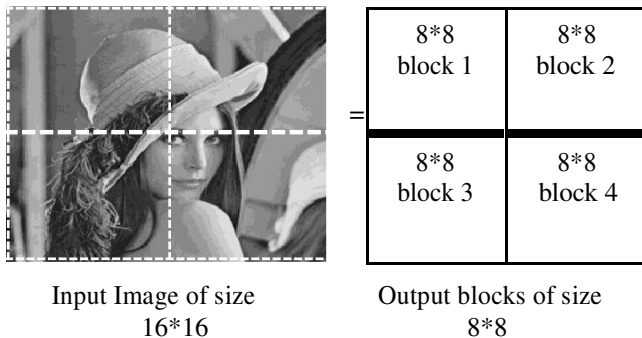 8*8
block 1
8*8
block 2
=
8*8
block 3
8*8
block 4
Input Image of size
16*16
Output blocks of size
8*8